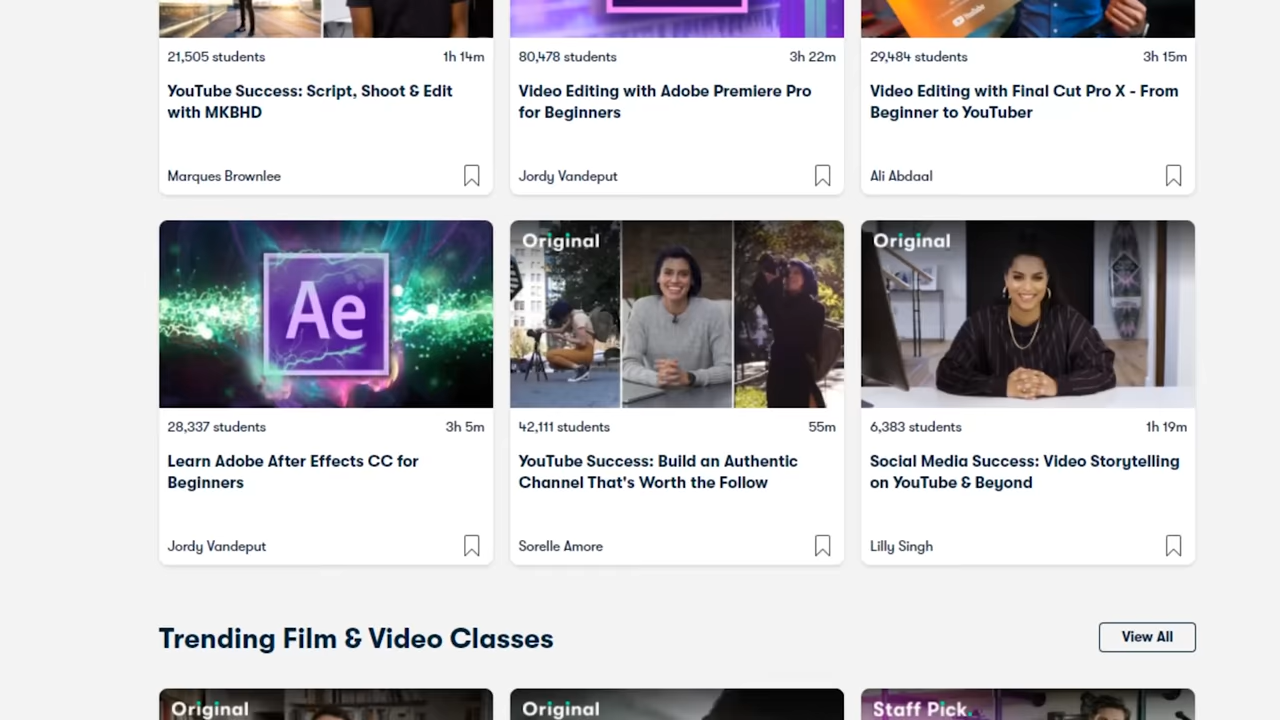 YouTube
21,505 students 1h 14m
YouTube Success: Script, Shoot & Edit
with MKBHD
Marques Brownlee
80,478 students 3h 22m
Video Editing with Adobe Premiere Pro
for Beginners
Jordy Vandeput
29,484 students 3h 15m
Video Editing with Final Cut Pro X - From
Beginner to YouTuber
Ali Abdaal
Ae
28,337 students 3h 5m
Learn Adobe After Effects CC for
Beginners
Jordy Vandeput
Original
42,111 students 55m
YouTube Success: Build an Authentic
Channel That's Worth the Follow
Sorelle Amore
Original
6,383 students 1h 19m
Social Media Success: Video Storytelling
on YouTube & Beyond
Lilly Singh
Trending Film & Video Classes
View All
Original
Original
Staff Pick.